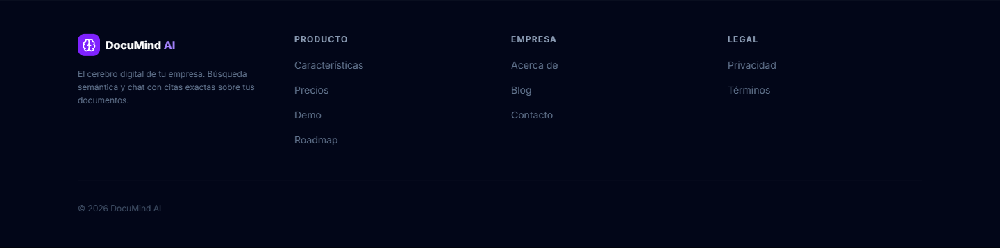 DocuMind AI
El cerebro digital de tu empresa. Búsqueda
semántica y chat con citas exactas sobre tus
documentos.
PRODUCTO
Características
Precios
Demo
Roadmap
EMPRESA
Acerca de
Blog
Contacto
LEGAL
Privacidad
Términos
© 2026 DocuMind AI